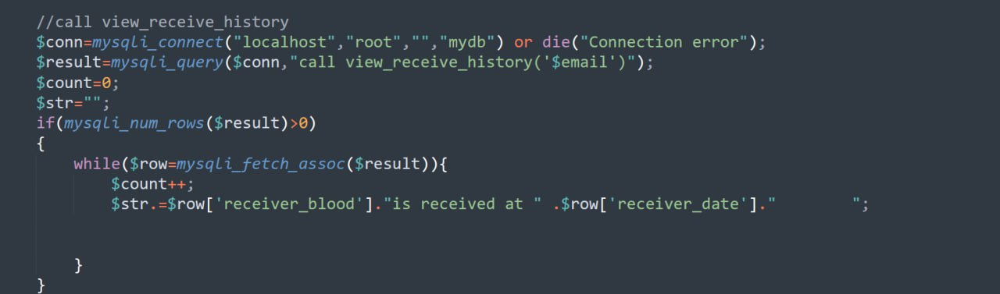 //call view_receive_history
$conn=mysqli_connect("localhost","root","","mydb") or die("Connection error");
$result=mysqli_query($conn,"call view_receive_history('$email')");
$count=0;
$str="";
if(mysqli_num_rows($result)>0)
{
    while($row=mysqli_fetch_assoc($result)){
        $count++;
        $str.=$row['receiver_blood']."is received at " .$row['receiver_date']."        ";
    }
}